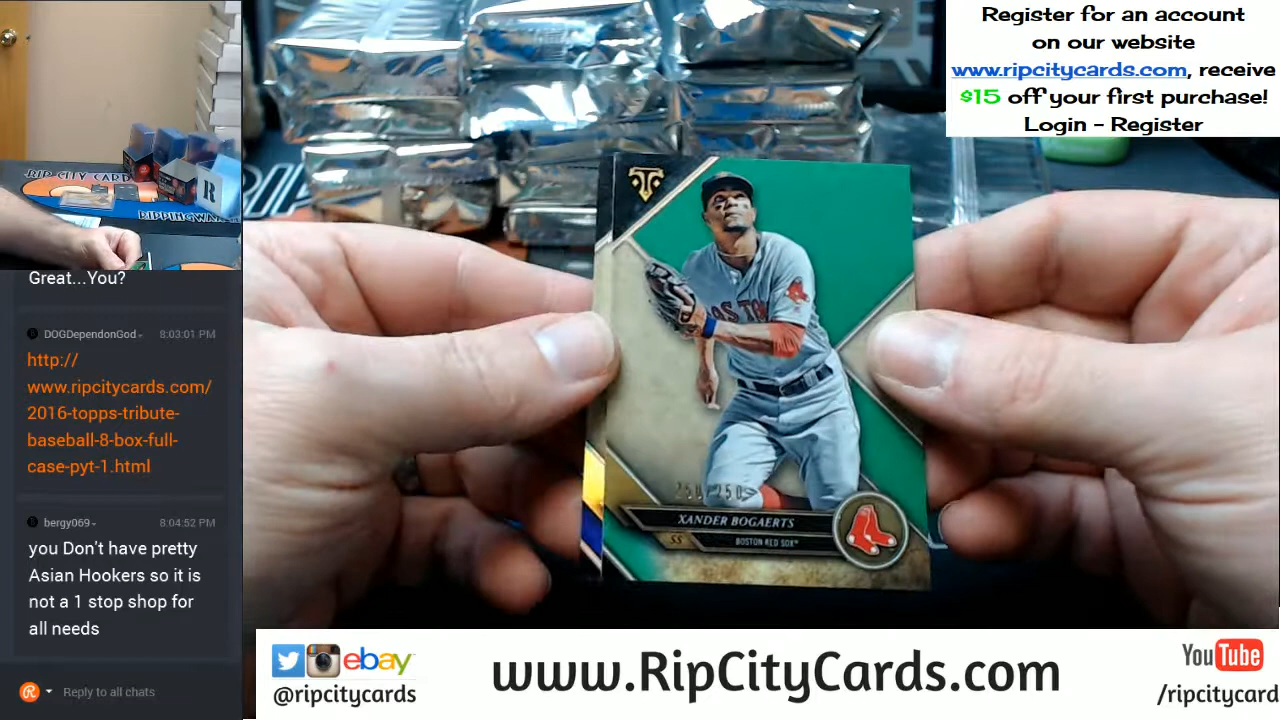 Register for an account
on our website
www.ripcitycards.com, receive
$15 off your first purchase!
Login - Register
RIP CITY CARD
RIPPINGWAX
R
Great...You?
DOGDependonGod
8:03:01 PM
http://
www.ripcitycards.com/
2016-topps-tribute-
baseball-8-box-full-
case-pyt-1.html
bergy069
8:04:52 PM
you Don't have pretty
Asian Hookers so it is
not a 1 stop shop for
all needs
Reply to all chats
XANDER BOGAERTS
SS
BOSTON RED SOX
ebay
@ripcitycards
www.RipCityCards.com
YouTube
/ripcitycard